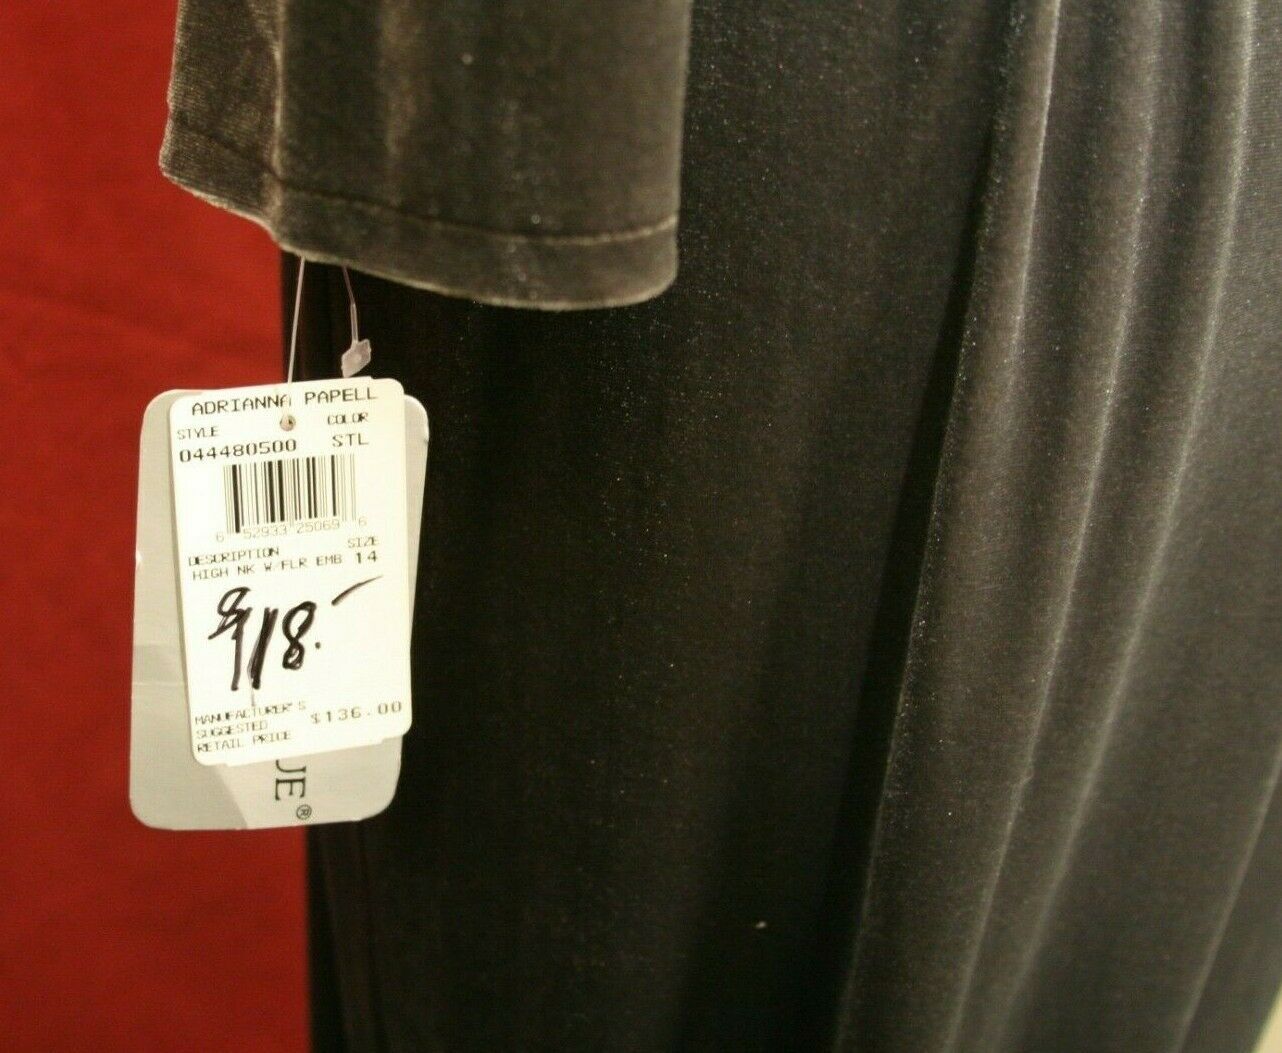 ADRIANNA PAPELL
STYLE COLOR
044480500 STL
6 52933 25069 6
DESCRIPTION SIZE
HIGH NK W/FLR EMB 14
$118.-
MANUFACTURER'S
SUGGESTED $136.00
RETAIL PRICE
UE®